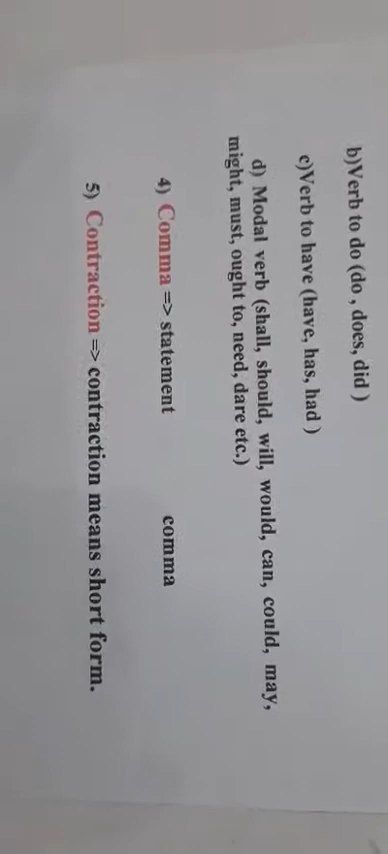 b)Verb to do (do , does, did )
c)Verb to have (have, has, had )
d) Modal verb (shall, should, will, would, can, could, may,
might, must, ought to, need, dare etc.)
4) Comma => statement comma
5) Contraction => contraction means short form.